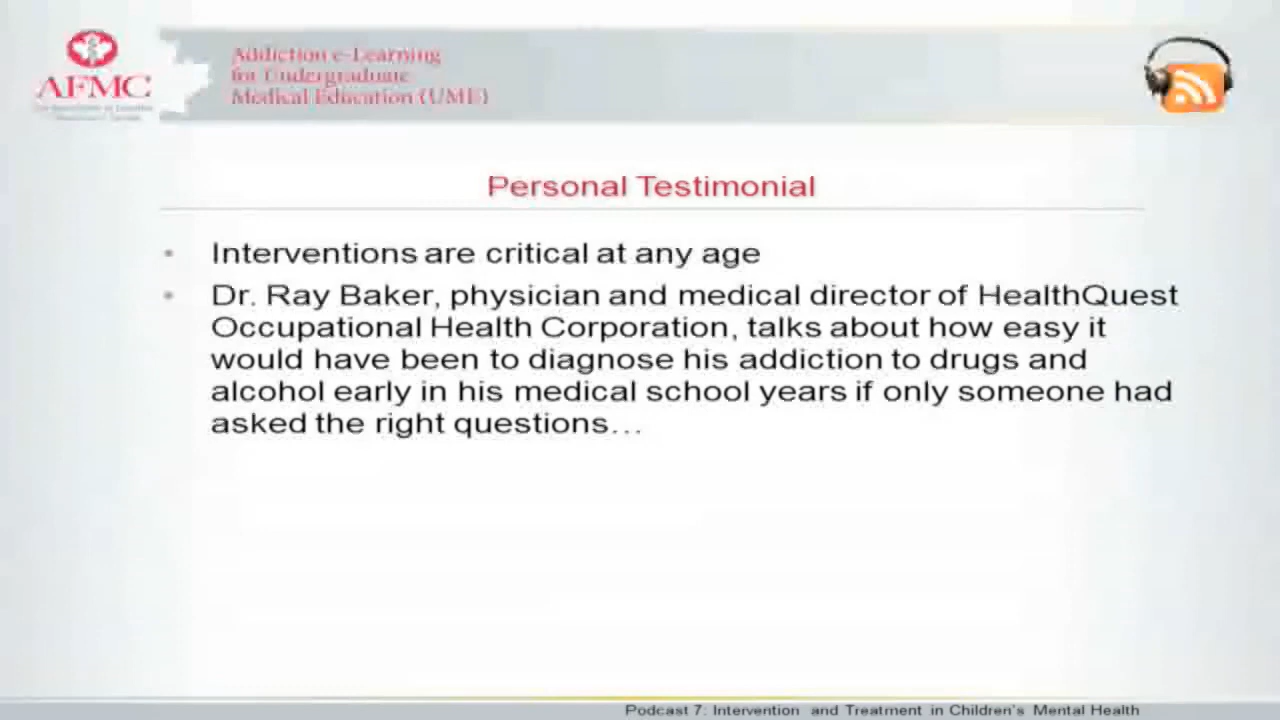 AFMC
Addiction e-Learning
for Undergraduate
Medical Education (UME)
Personal Testimonial
• Interventions are critical at any age
• Dr. Ray Baker, physician and medical director of HealthQuest
Occupational Health Corporation, talks about how easy it
would have been to diagnose his addiction to drugs and
alcohol early in his medical school years if only someone had
asked the right questions…
Podcast 7: Intervention and Treatment in Children's Mental Health